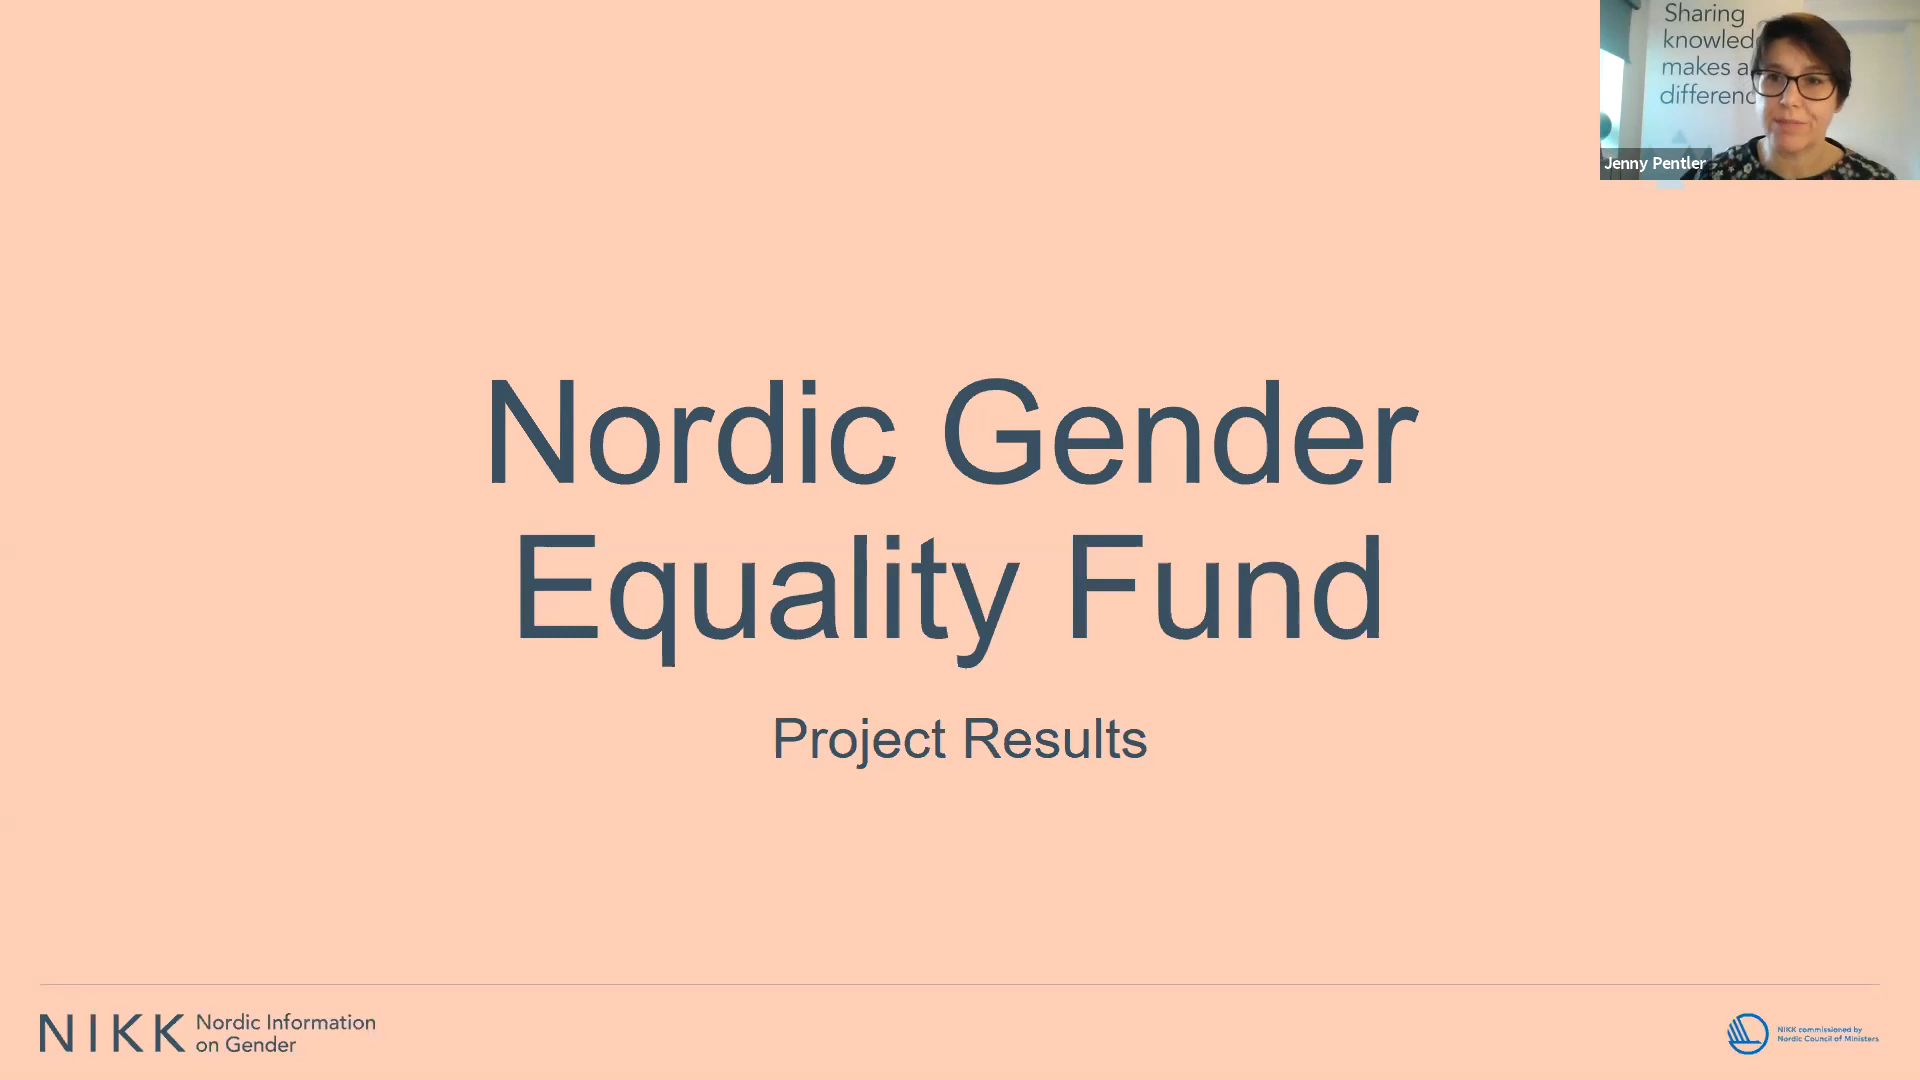 Sharing
knowled
makes a
differenc
Jenny Pentler
Nordic Gender
Equality Fund
Project Results
NIKK
Nordic Information
on Gender
NIKK commissioned by
Nordic Council of Ministers